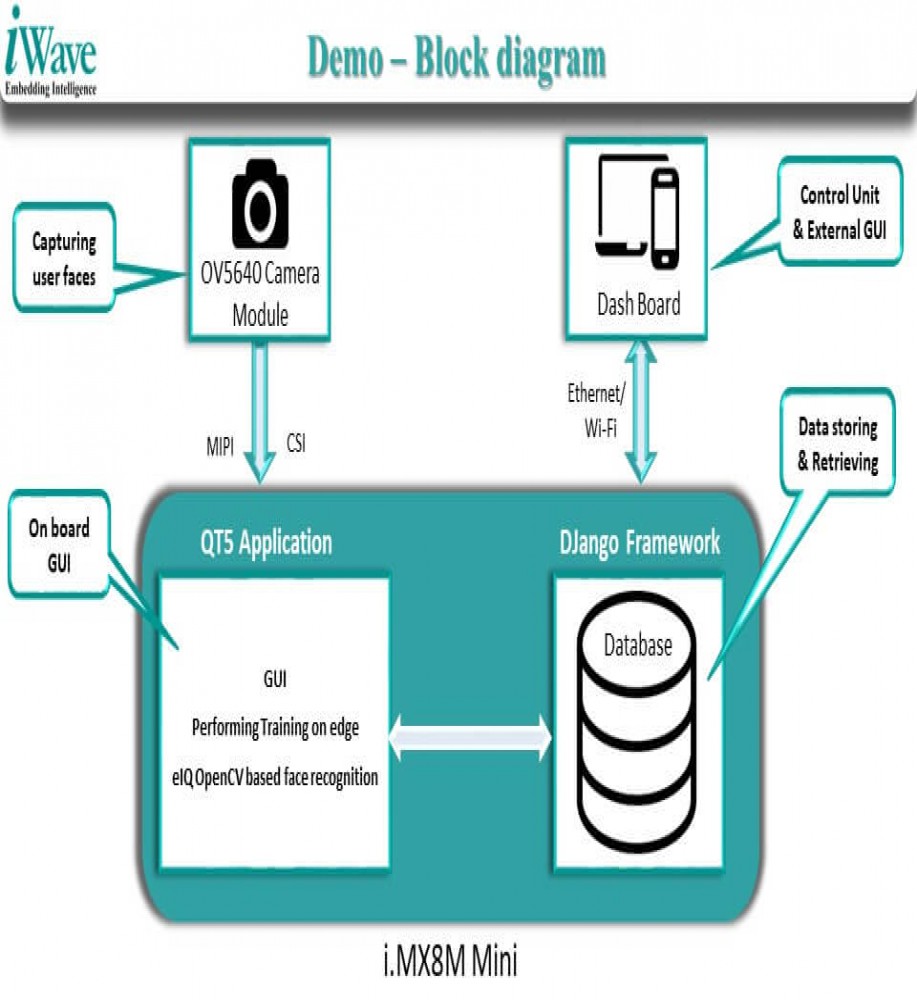 iWave
Embedding Intelligence
Demo – Block diagram
Capturing
user faces
OV5640 Camera
Module
Dash Board
Control Unit
& External GUI
MIPI
CSI
Ethernet/
Wi-Fi
Data storing
& Retrieving
On board
GUI
QT5 Application
DJango Framework
GUI
Performing Training on edge
eIQ OpenCV based face recognition
Database
i.MX8M Mini